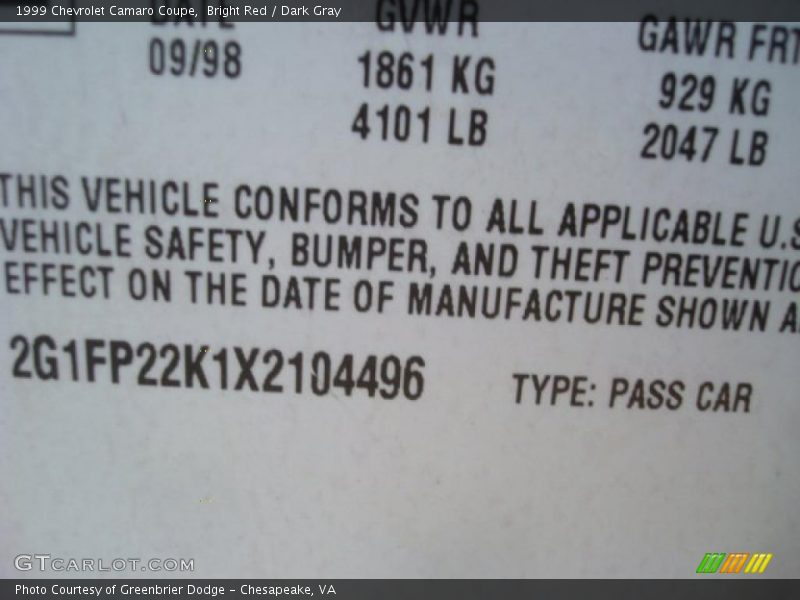 1999 Chevrolet Camaro Coupe, Bright Red / Dark Gray
DATE GVWR GAWR FRT
09/98 1861 KG 929 KG
4101 LB 2047 LB
THIS VEHICLE CONFORMS TO ALL APPLICABLE U.S
VEHICLE SAFETY, BUMPER, AND THEFT PREVENTIO
EFFECT ON THE DATE OF MANUFACTURE SHOWN A
2G1FP22K1X2104496 TYPE: PASS CAR
GTCARLOT.COM
Photo Courtesy of Greenbrier Dodge – Chesapeake, VA